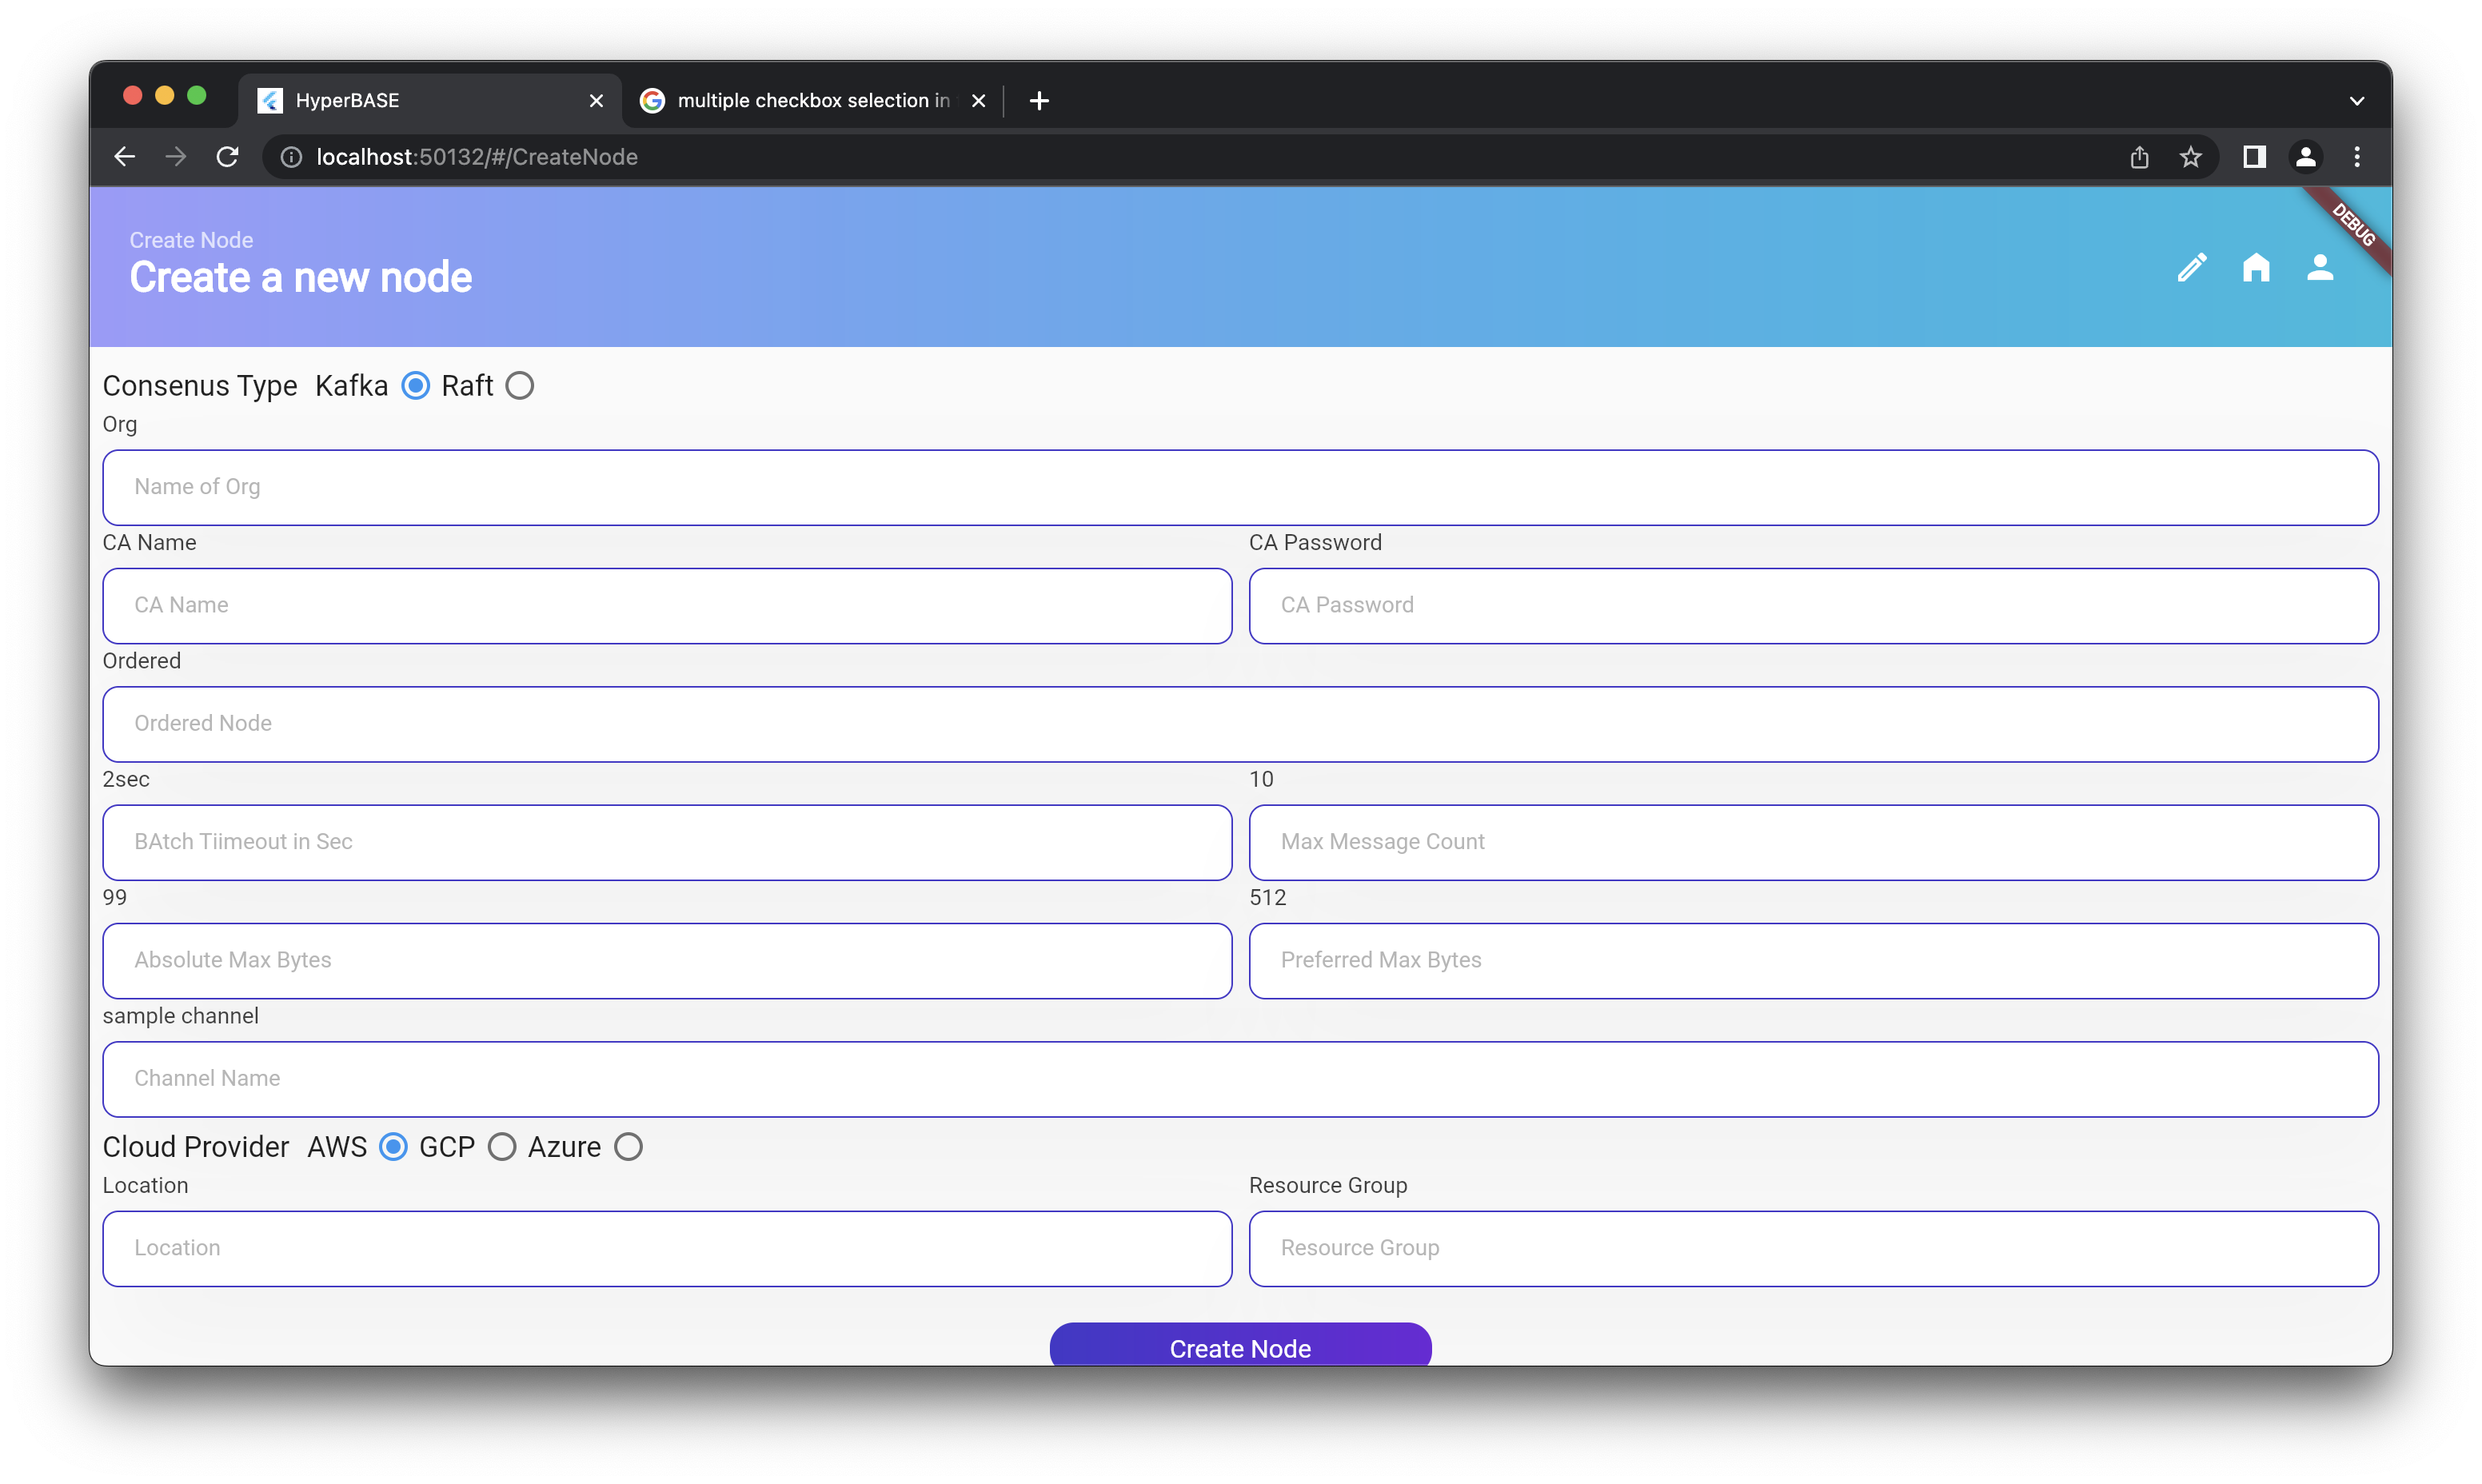 HyperBASE
multiple checkbox selection in
localhost:50132/#/CreateNode
DEBUG
Create Node
Create a new node
Consenus Type Kafka Raft
Org
Name of Org
CA Name CA Password
CA Name CA Password
Ordered
Ordered Node
2sec 10
BAtch Tiimeout in Sec Max Message Count
99 512
Absolute Max Bytes Preferred Max Bytes
sample channel
Channel Name
Cloud Provider AWS GCP Azure
Location Resource Group
Location Resource Group
Create Node